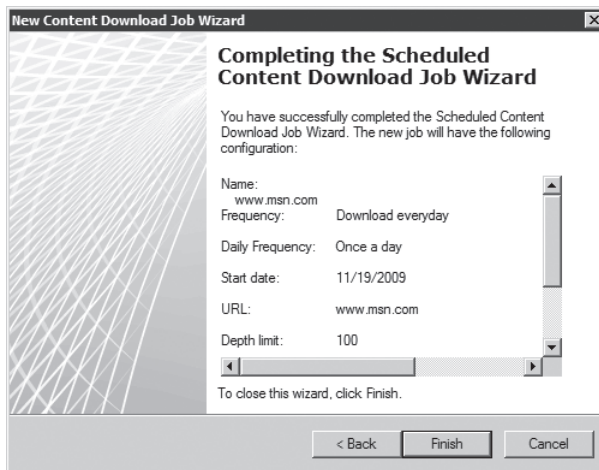 New Content Download Job Wizard
Completing the Scheduled
Content Download Job Wizard
You have successfully completed the Scheduled Content
Download Job Wizard. The new job will have the following
configuration:
Name:
www.msn.com
Frequency: Download everyday
Daily Frequency: Once a day
Start date: 11/19/2009
URL: www.msn.com
Depth limit: 100
To close this wizard, click Finish.
< Back Finish Cancel